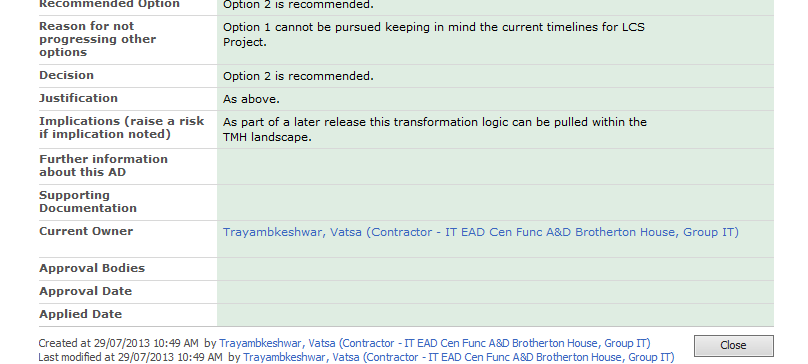 Recommended Option Option 2 is recommended.
Reason for not Option 1 cannot be pursued keeping in mind the current timelines for LCS
progressing other Project.
options
Decision Option 2 is recommended.
Justification As above.
Implications (raise a risk As part of a later release this transformation logic can be pulled within the
if implication noted) TMH landscape.
Further information
about this AD
Supporting
Documentation
Current Owner Trayambkeshwar, Vatsa (Contractor - IT EAD Cen Func A&D Brotherton House, Group IT)
Approval Bodies
Approval Date
Applied Date
Created at 29/07/2013 10:49 AM by Trayambkeshwar, Vatsa (Contractor - IT EAD Cen Func A&D Brotherton House, Group IT) Close
Last modified at 29/07/2013 10:49 AM by Trayambkeshwar, Vatsa (Contractor - IT EAD Cen Func A&D Brotherton House, Group IT)